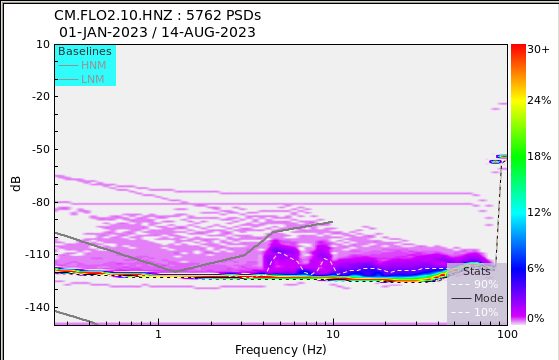 CM.FLO2.10.HNZ : 5762 PSDs
01-JAN-2023 / 14-AUG-2023
10
-20
-50
-80
-110
-140
dB
Baselines
HNM
LNM
Stats
90%
Mode
10%
1
10
100
Frequency (Hz)
30+
24%
18%
12%
6%
0%